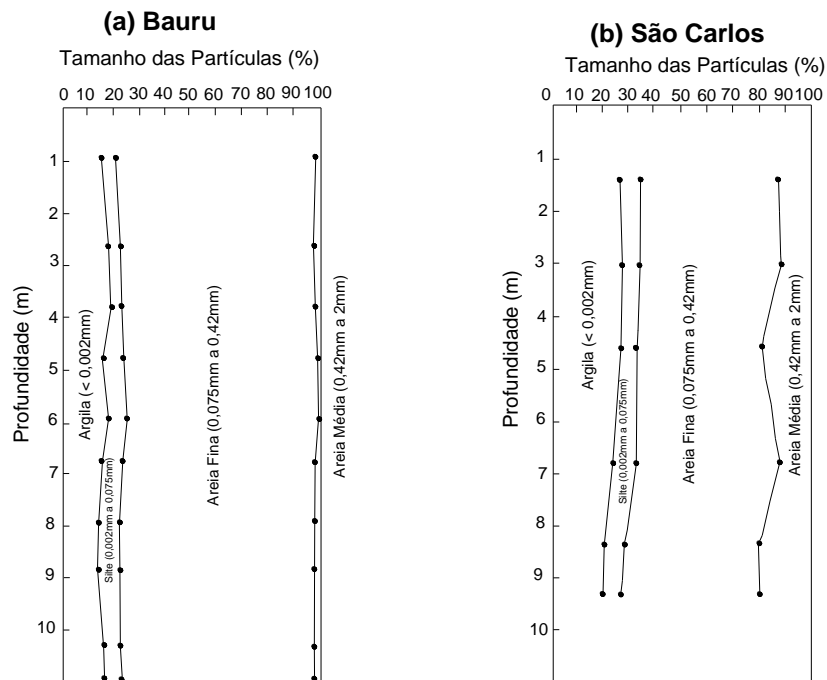 (a) Bauru
Tamanho das Partículas (%)
0 10 20 30 40 50 60 70 80 90 100
1
2
3
4
5
6
7
8
9
10
Profundidade (m)
Argila (< 0,002mm)
Silte (0,002mm a 0,075mm)
Areia Fina (0,075mm a 0,42mm)
Areia Média (0,42mm a 2mm)
(b) São Carlos
Tamanho das Partículas (%)
0 10 20 30 40 50 60 70 80 90 100
1
2
3
4
5
6
7
8
9
Profundidade (m)
Argila (< 0,002mm)
Silte (0,002mm a 0,075mm)
Areia Fina (0,075mm a 0,42mm)
Areia Média (0,42mm a 2mm)